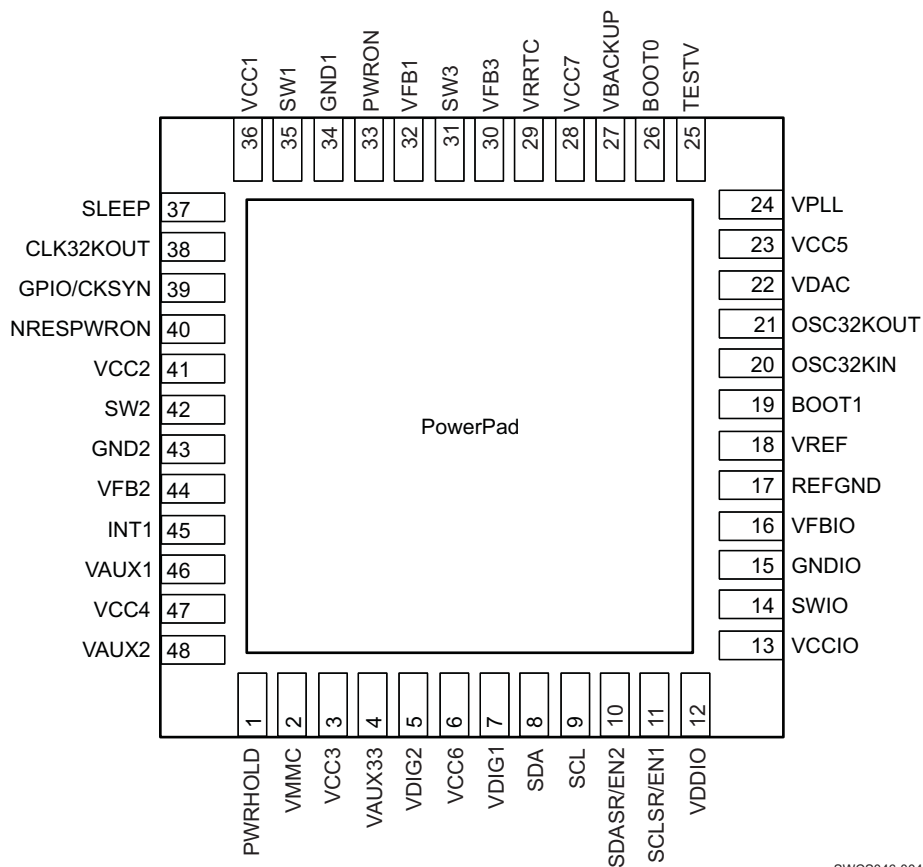 VCC1
SW1
GND1
PWRON
VFB1
SW3
VFB3
VRRTC
VCC7
VBACKUP
BOOT0
TESTV
36
35
34
33
32
31
30
29
28
27
26
25
SLEEP 37
CLK32KOUT 38
GPIO/CKSYN 39
NRESPWRON 40
VCC2 41
SW2 42
GND2 43
VFB2 44
INT1 45
VAUX1 46
VCC4 47
VAUX2 48
PowerPad
24 VPLL
23 VCC5
22 VDAC
21 OSC32KOUT
20 OSC32KIN
19 BOOT1
18 VREF
17 REFGND
16 VFBIO
15 GNDIO
14 SWIO
13 VCCIO
1
2
3
4
5
6
7
8
9
10
11
12
PWRHOLD
VMMC
VCC3
VAUX33
VDIG2
VCC6
VDIG1
SDA
SCL
SDASR/EN2
SCLSR/EN1
VDDIO